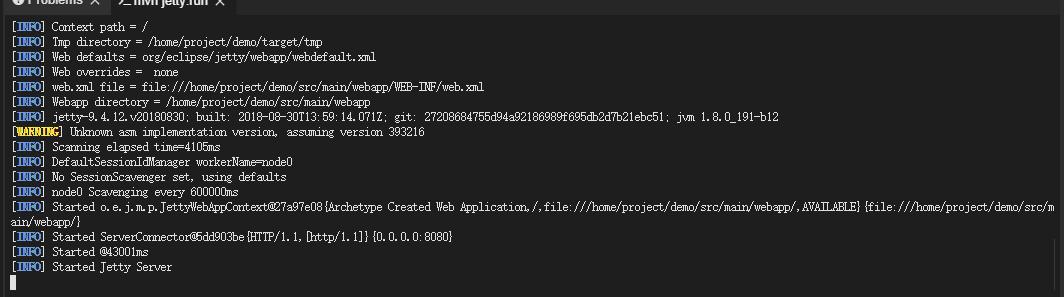 Problems × >_ mvn jetty:run ×
[INFO] Context path = /
[INFO] Tmp directory = /home/project/demo/target/tmp
[INFO] Web defaults = org/eclipse/jetty/webapp/webdefault.xml
[INFO] Web overrides =  none
[INFO] web.xml file = file:///home/project/demo/src/main/webapp/WEB-INF/web.xml
[INFO] Webapp directory = /home/project/demo/src/main/webapp
[INFO] jetty-9.4.12.v20180830; built: 2018-08-30T13:59:14.071Z; git: 27208684755d94a92186989f695db2d7b21ebc51; jvm 1.8.0_191-b12
[WARNING] Unknown asm implementation version, assuming version 393216
[INFO] Scanning elapsed time=4105ms
[INFO] DefaultSessionIdManager workerName=node0
[INFO] No SessionScavenger set, using defaults
[INFO] node0 Scavenging every 600000ms
[INFO] Started o.e.j.m.p.JettyWebAppContext@27a97e08{Archetype Created Web Application,/,file:///home/project/demo/src/main/webapp/,AVAILABLE}{file:///home/project/demo/src/m
ain/webapp/}
[INFO] Started ServerConnector@5dd903be{HTTP/1.1,[http/1.1]}{0.0.0.0:8080}
[INFO] Started @43001ms
[INFO] Started Jetty Server